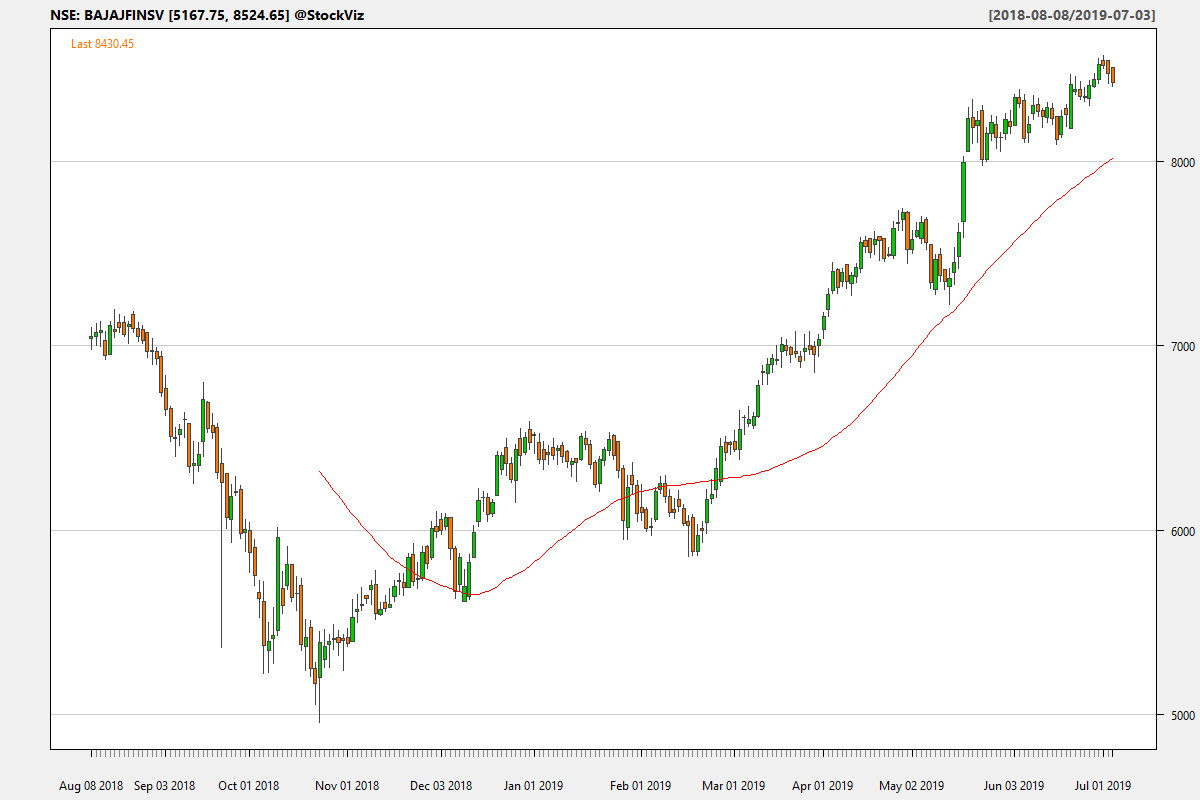 NSE: BAJAJFINSV [5167.75, 8524.65] @StockViz [2018-08-08/2019-07-03]
Last 8430.45
8000
7000
6000
5000
Aug 08 2018 Sep 03 2018 Oct 01 2018 Nov 01 2018 Dec 03 2018 Jan 01 2019 Feb 01 2019 Mar 01 2019 Apr 01 2019 May 02 2019 Jun 03 2019 Jul 01 2019